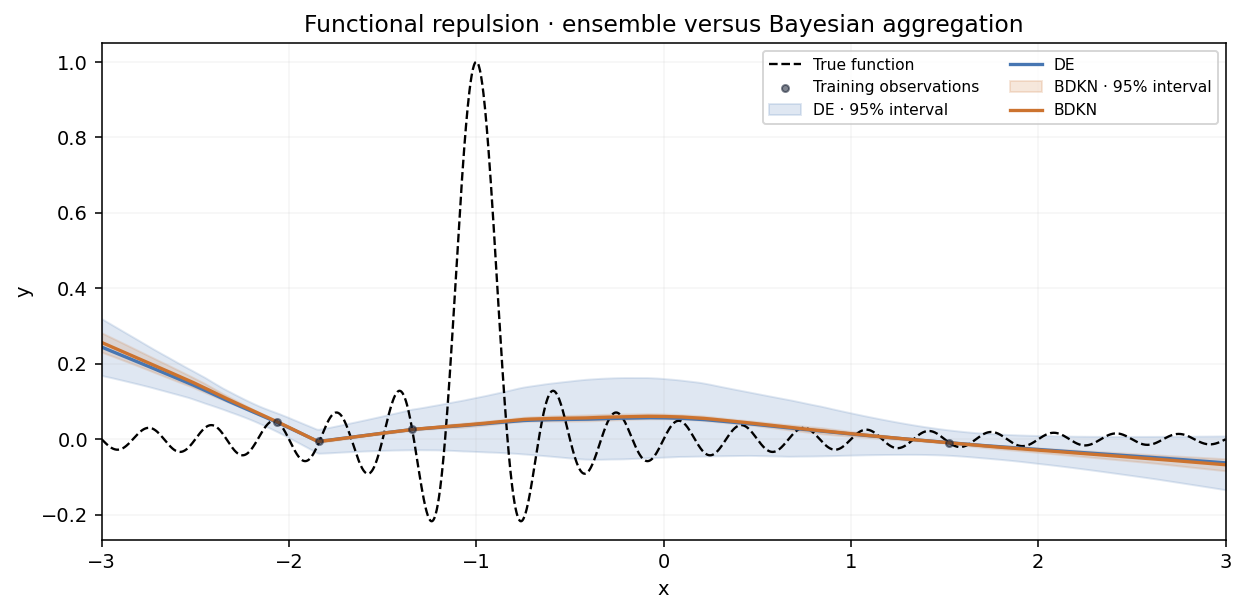 Functional repulsion · ensemble versus Bayesian aggregation
True function
Training observations
DE · 95% interval
DE
BDKN · 95% interval
BDKN
y
1.0
0.8
0.6
0.4
0.2
0.0
−0.2
−3
−2
−1
0
1
2
3
x